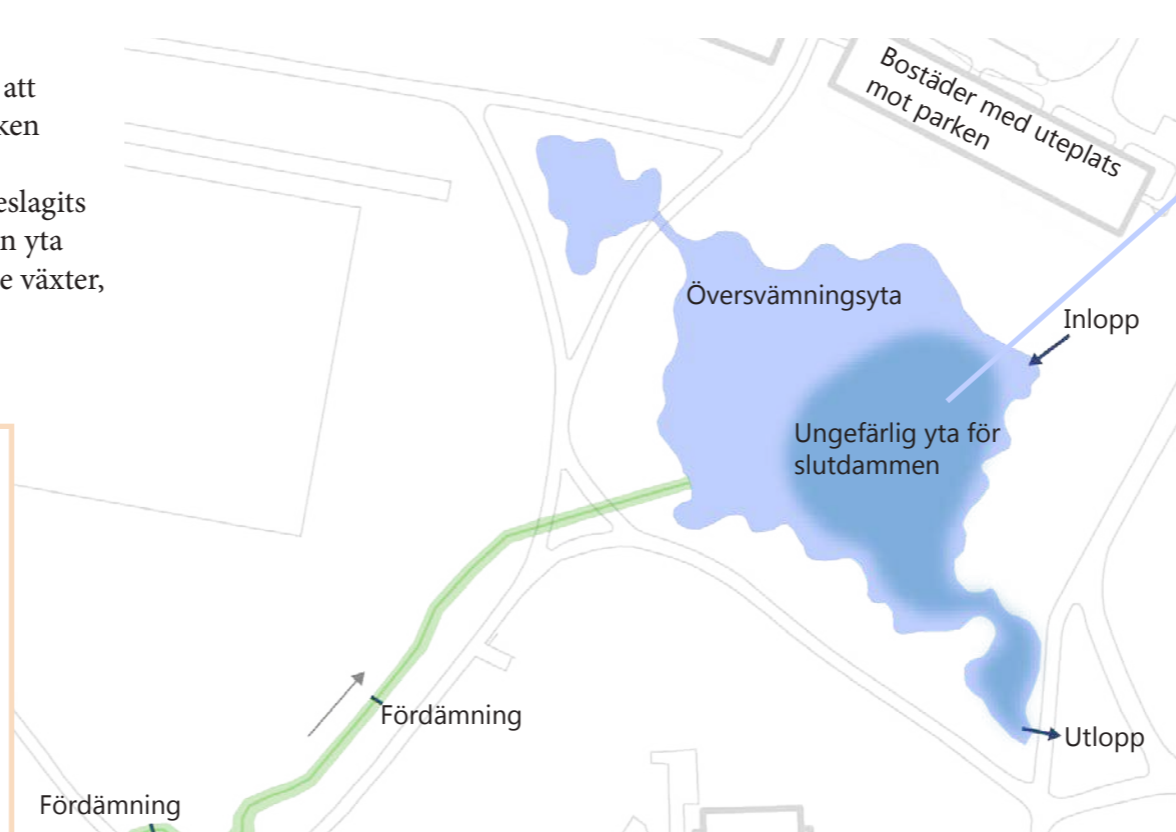 att
ken
eslagits
n yta
e växter,
Bostäder med uteplats
mot parken
Översvämningsyta
Inlopp
Ungefärlig yta för
slutdammen
Fördämning
Utlopp
Fördämning